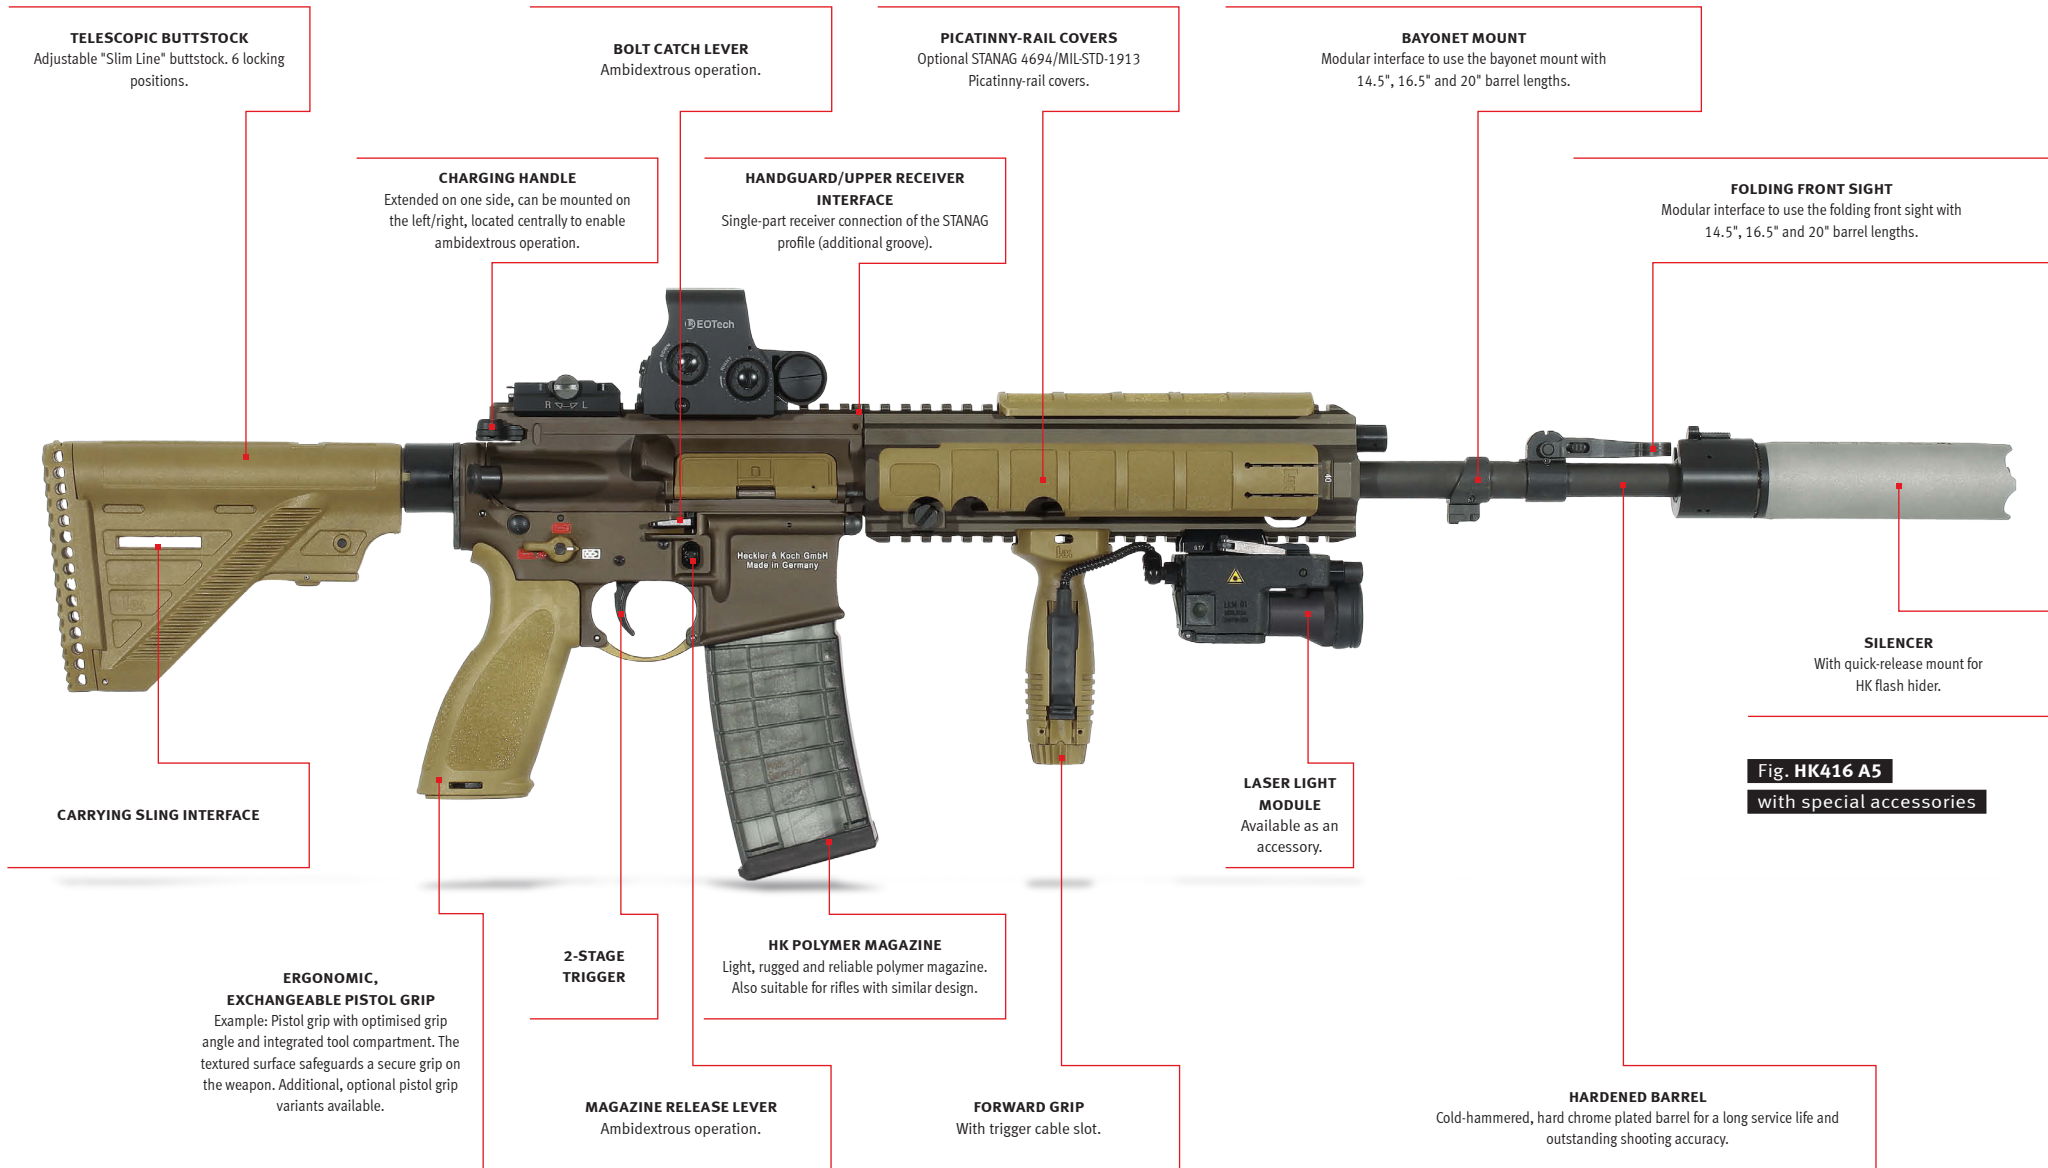 TELESCOPIC BUTTSTOCK
Adjustable "Slim Line" buttstock. 6 locking
positions.
BOLT CATCH LEVER
Ambidextrous operation.
PICATINNY-RAIL COVERS
Optional STANAG 4694/MIL-STD-1913
Picatinny-rail covers.
BAYONET MOUNT
Modular interface to use the bayonet mount with
14.5", 16.5" and 20" barrel lengths.
CHARGING HANDLE
Extended on one side, can be mounted on
the left/right, located centrally to enable
ambidextrous operation.
HANDGUARD/UPPER RECEIVER
INTERFACE
Single-part receiver connection of the STANAG
profile (additional groove).
FOLDING FRONT SIGHT
Modular interface to use the folding front sight with
14.5", 16.5" and 20" barrel lengths.
EOTech
R L
Heckler & Koch GmbH
Made in Germany
SILENCER
With quick-release mount for
HK flash hider.
Fig. HK416 A5
with special accessories
LASER LIGHT
MODULE
Available as an
accessory.
CARRYING SLING INTERFACE
ERGONOMIC,
EXCHANGEABLE PISTOL GRIP
Example: Pistol grip with optimised grip
angle and integrated tool compartment. The
textured surface safeguards a secure grip on
the weapon. Additional, optional pistol grip
variants available.
2-STAGE
TRIGGER
HK POLYMER MAGAZINE
Light, rugged and reliable polymer magazine.
Also suitable for rifles with similar design.
MAGAZINE RELEASE LEVER
Ambidextrous operation.
FORWARD GRIP
With trigger cable slot.
HARDENED BARREL
Cold-hammered, hard chrome plated barrel for a long service life and
outstanding shooting accuracy.